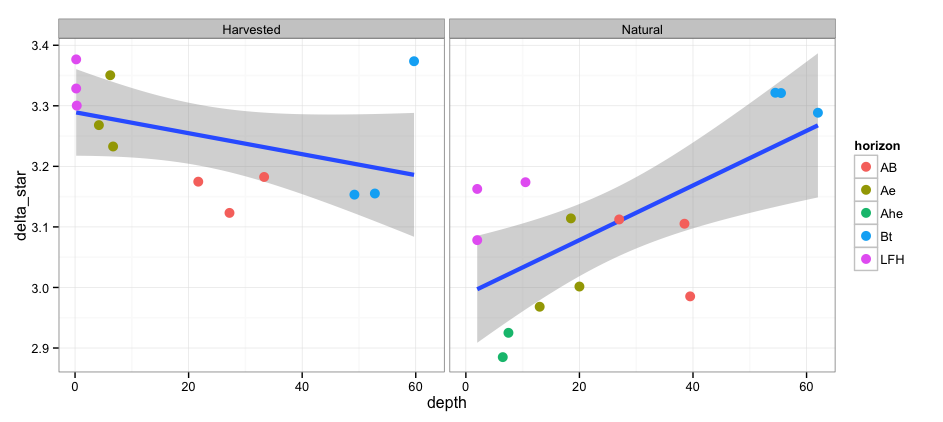 Harvested Natural
3.4
3.3
3.2
3.1
3.0
2.9
delta_star
0 20 40 60 0 20 40 60
depth
horizon
AB
Ae
Ahe
Bt
LFH